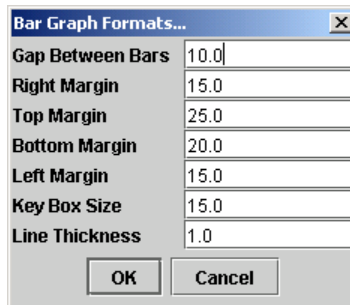 Bar Graph Formats...
Gap Between Bars 10.0
Right Margin 15.0
Top Margin 25.0
Bottom Margin 20.0
Left Margin 15.0
Key Box Size 15.0
Line Thickness 1.0
OK Cancel